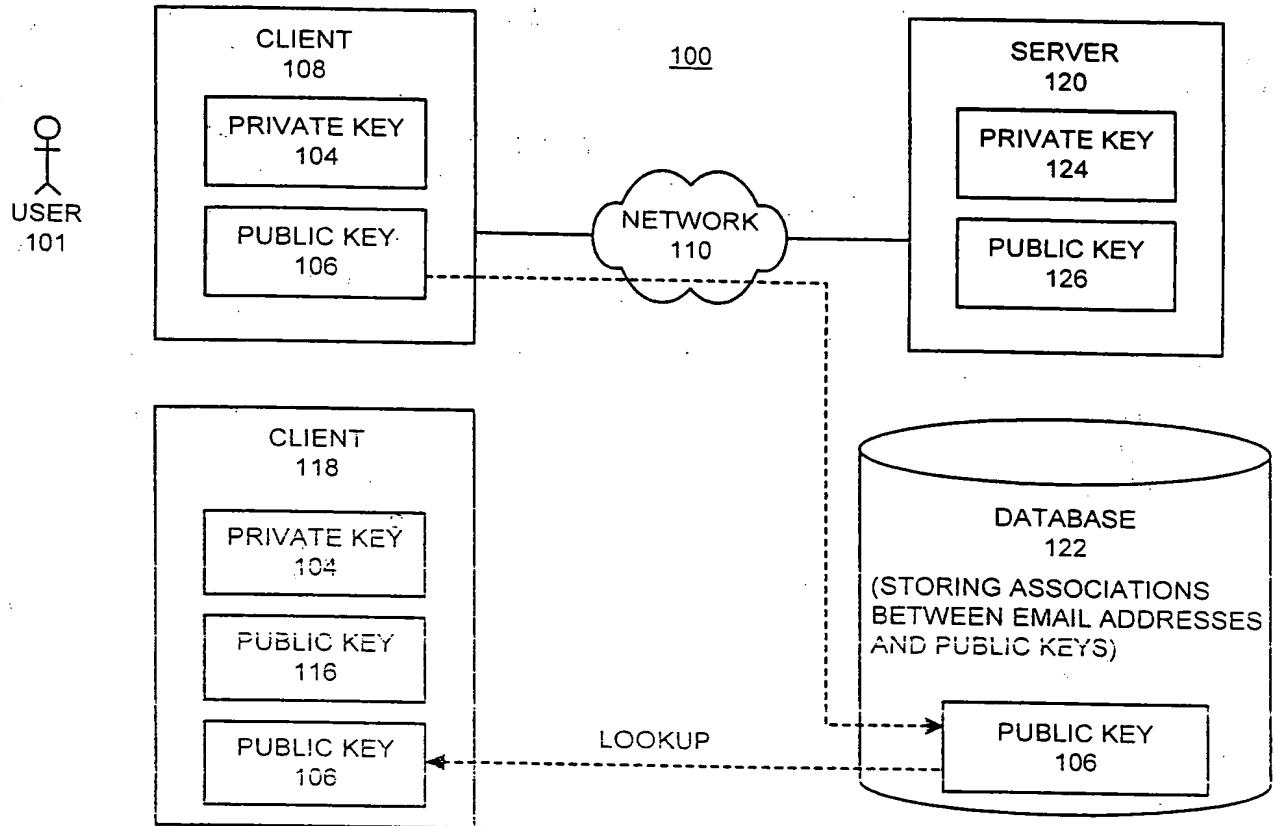 CLIENT
108
PRIVATE KEY
104
PUBLIC KEY
106
USER
101
100
NETWORK
110
SERVER
120
PRIVATE KEY
124
PUBLIC KEY
126
CLIENT
118
PRIVATE KEY
104
PUBLIC KEY
116
PUBLIC KEY
106
LOOKUP
DATABASE
122
(STORING ASSOCIATIONS
BETWEEN EMAIL ADDRESSES
AND PUBLIC KEYS)
PUBLIC KEY
106